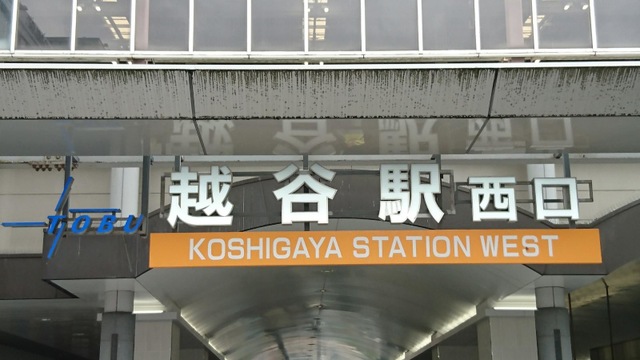 越谷駅西口
TOBU
KOSHIGAYA STATION WEST